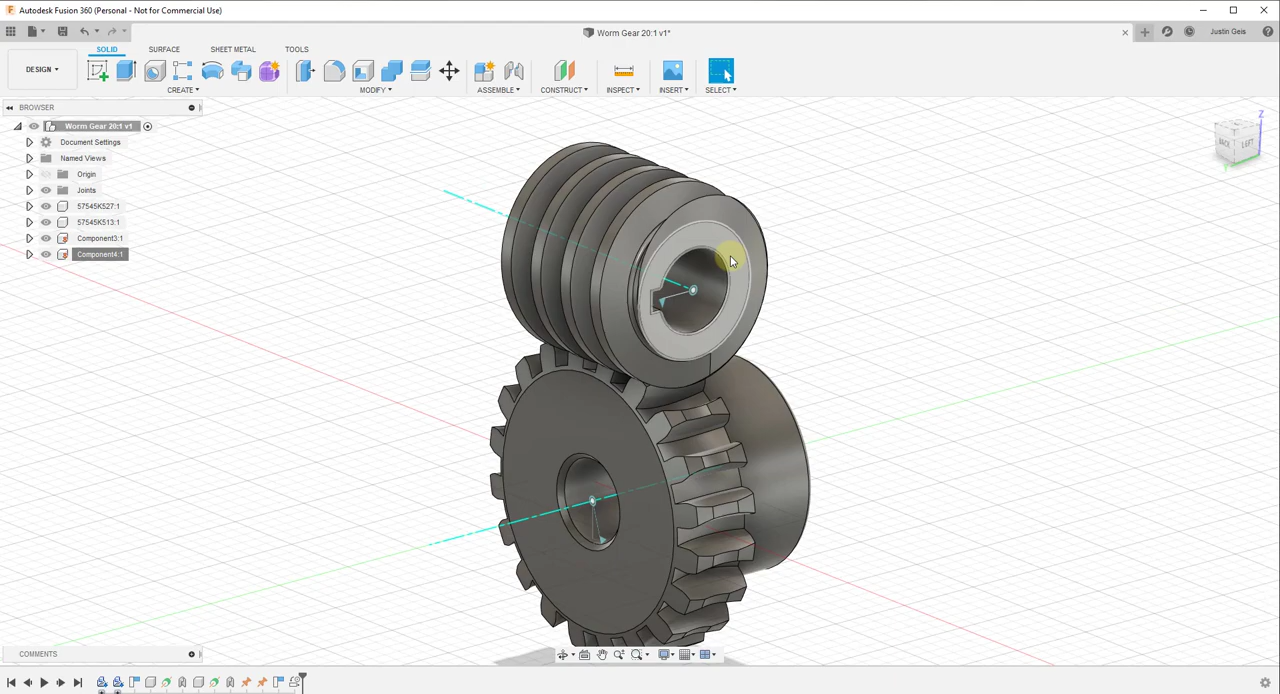 Autodesk Fusion 360 (Personal - Not for Commercial Use)
Worm Gear 20:1 v1*
Justin Geis
SOLID SURFACE SHEET METAL TOOLS
DESIGN
CREATE MODIFY ASSEMBLE CONSTRUCT INSPECT INSERT SELECT
BROWSER
Worm Gear 20:1 v1
Document Settings
Named Views
Origin
Joints
57545K527:1
57545K513:1
Component3:1
Component4:1
Z
BACK LEFT
Y
COMMENTS